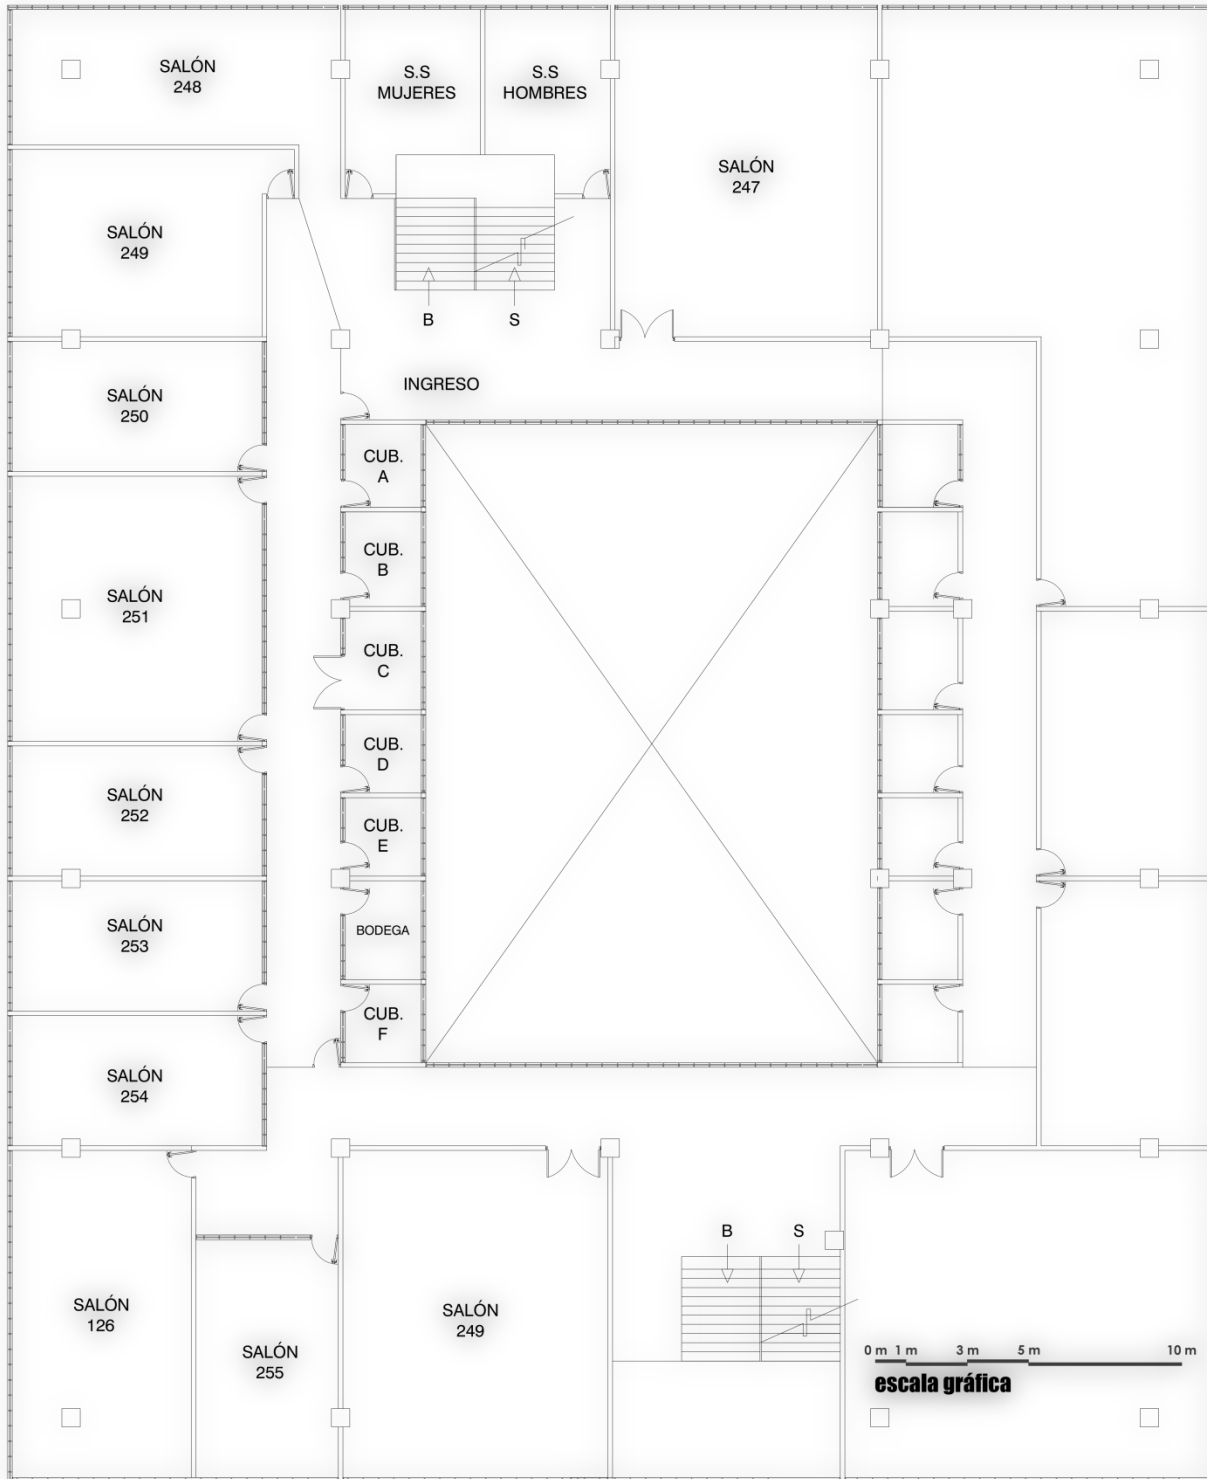 SALÓN
248
S.S
MUJERES
S.S
HOMBRES
SALÓN
247
SALÓN
249
B
S
INGRESO
SALÓN
250
CUB.
A
CUB.
B
SALÓN
251
CUB.
C
CUB.
D
SALÓN
252
CUB.
E
SALÓN
253
BODEGA
CUB.
F
SALÓN
254
B
S
SALÓN
126
SALÓN
249
SALÓN
255
0 m 1 m 3 m 5 m 10 m
escala gráfica